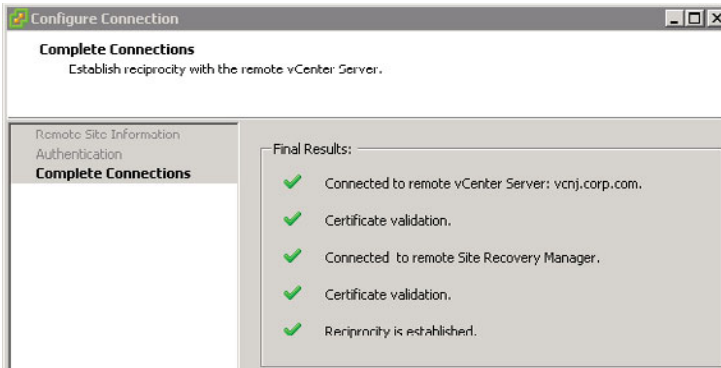 Configure Connection
Complete Connections
Establish reciprocity with the remote vCenter Server.
Remote Site Information
Authentication
Complete Connections
Final Results:
Connected to remote vCenter Server: vcnj.corp.com.
Certificate validation.
Connected to remote Site Recovery Manager.
Certificate validation.
Reciprocity is established.